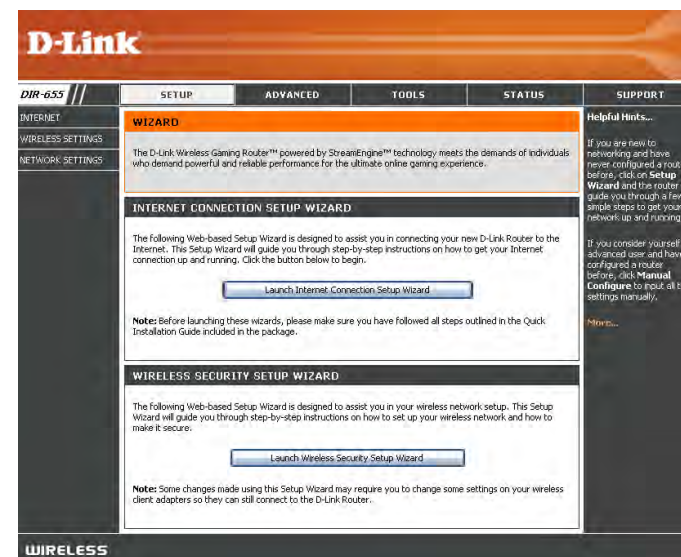 D-Link
DIR-655 // SETUP ADVANCED TOOLS STATUS SUPPORT
INTERNET
WIRELESS SETTINGS
NETWORK SETTINGS
WIZARD
The D-Link Wireless Gaming Router™ powered by StreamEngine™ technology meets the demands of individuals
who demand powerful and reliable performance for the ultimate online gaming experience.
INTERNET CONNECTION SETUP WIZARD
The following Web-based Setup Wizard is designed to assist you in connecting your new D-Link Router to the
Internet. This Setup Wizard will guide you through step-by-step instructions on how to get your Internet
connection up and running. Click the button below to begin.
Launch Internet Connection Setup Wizard
Note: Before launching these wizards, please make sure you have followed all steps outlined in the Quick
Installation Guide included in the package.
WIRELESS SECURITY SETUP WIZARD
The following Web-based Setup Wizard is designed to assist you in your wireless network setup. This Setup
Wizard will guide you through step-by-step instructions on how to set up your wireless network and how to
make it secure.
Launch Wireless Security Setup Wizard
Note: Some changes made using this Setup Wizard may require you to change some settings on your wireless
client adapters so they can still connect to the D-Link Router.
Helpful Hints...
If you are new to
networking and have
never configured a rout
before, click on Setup
Wizard and the router
guide you through a few
simple steps to get your
network up and running
If you consider yourself
advanced user and have
configured a router
before, click Manual
Configure to input all t
settings manually.
More...
WIRELESS